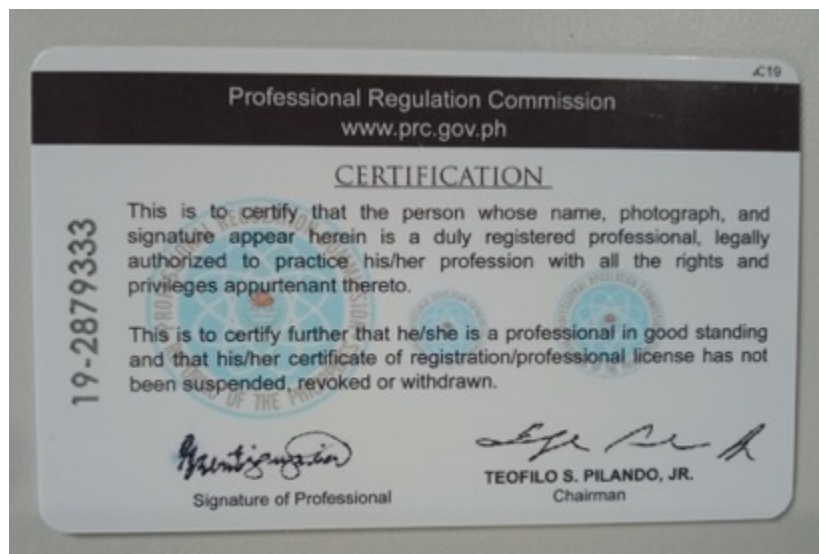 C19
Professional Regulation Commission
www.prc.gov.ph
CERTIFICATION
This is to certify that the person whose name, photograph, and
signature appear herein is a duly registered professional, legally
authorized to practice his/her profession with all the rights and
privileges appurtenant thereto.
This is to certify further that he/she is a professional in good standing
and that his/her certificate of registration/professional license has not
been suspended, revoked or withdrawn.
19-2879333
Signature of Professional
TEOFILO S. PILANDO, JR.
Chairman